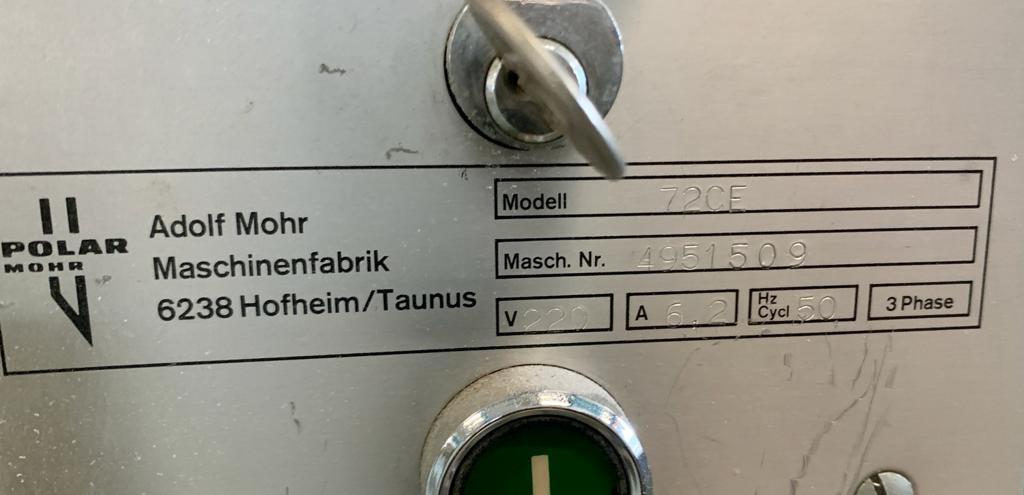 POLAR
MOHR
Adolf Mohr
Maschinenfabrik
6238 Hofheim/Taunus
Modell 72CE
Masch. Nr. 4951509
V 220 A 6,2 Hz Cycl 50 3 Phase